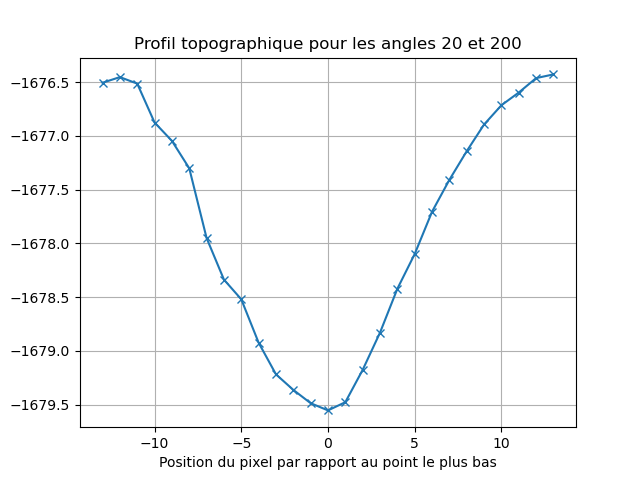 Profil topographique pour les angles 20 et 200
−1676.5
−1677.0
−1677.5
−1678.0
−1678.5
−1679.0
−1679.5
−10 −5 0 5 10
Position du pixel par rapport au point le plus bas